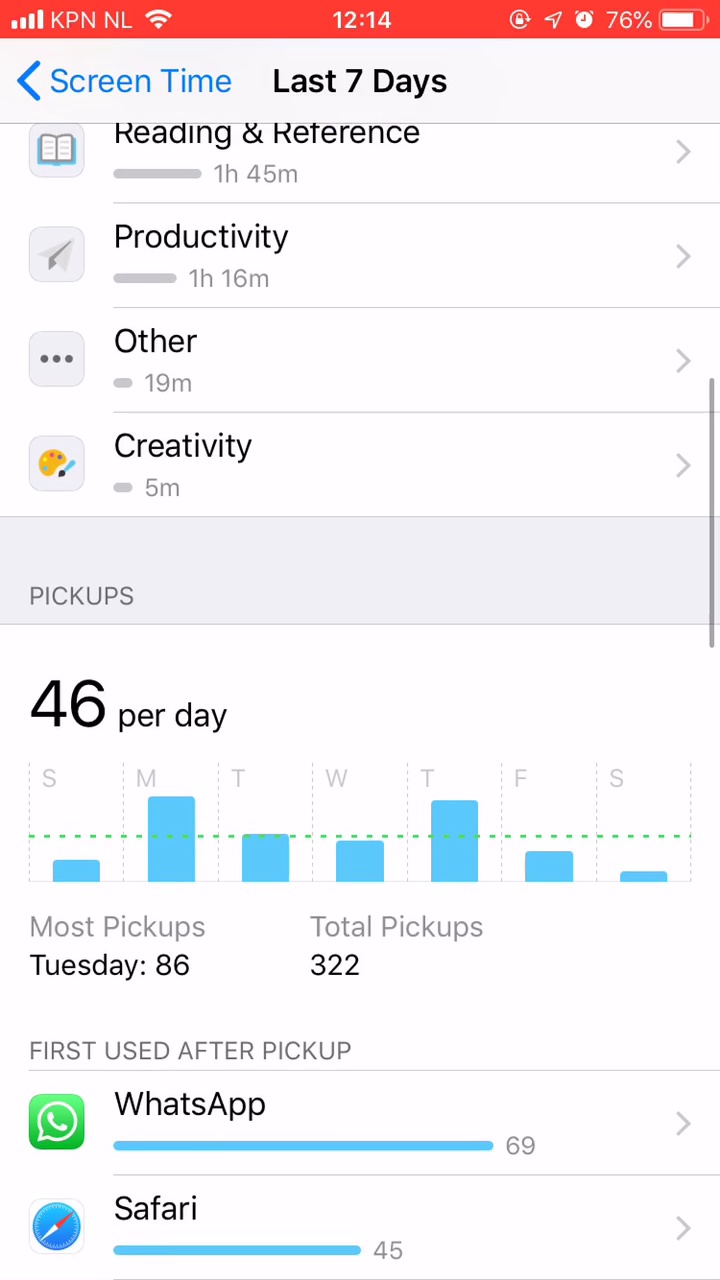 KPN NL 12:14 76%
Screen Time Last 7 Days
Reading & Reference
1h 45m
Productivity
1h 16m
Other
19m
Creativity
5m
PICKUPS
46 per day
S M T W T F S
Most Pickups Total Pickups
Tuesday: 86 322
FIRST USED AFTER PICKUP
WhatsApp
69
Safari
45